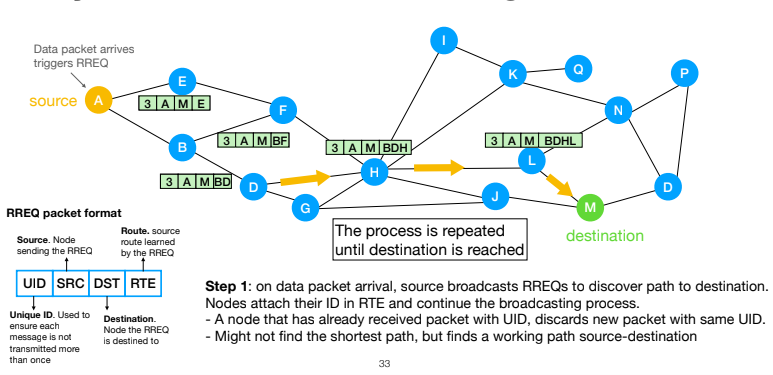 Data packet arrives
triggers RREQ
source
A
E
3 A M E
F
B
3 A M BF
3 A M BD
D
G
3 A M BDH
H
I
K
Q
P
N
3 A M BDHL
L
J
M
D
destination
The process is repeated
until destination is reached
RREQ packet format
Source. Node
sending the RREQ
Route. source
route learned
by the RREQ
UID SRC DST RTE
Unique ID. Used to
ensure each
message is not
transmitted more
than once
Destination.
Node the RREQ
is destined to
Step 1: on data packet arrival, source broadcasts RREQs to discover path to destination.
Nodes attach their ID in RTE and continue the broadcasting process.
- A node that has already received packet with UID, discards new packet with same UID.
- Might not find the shortest path, but finds a working path source-destination
33